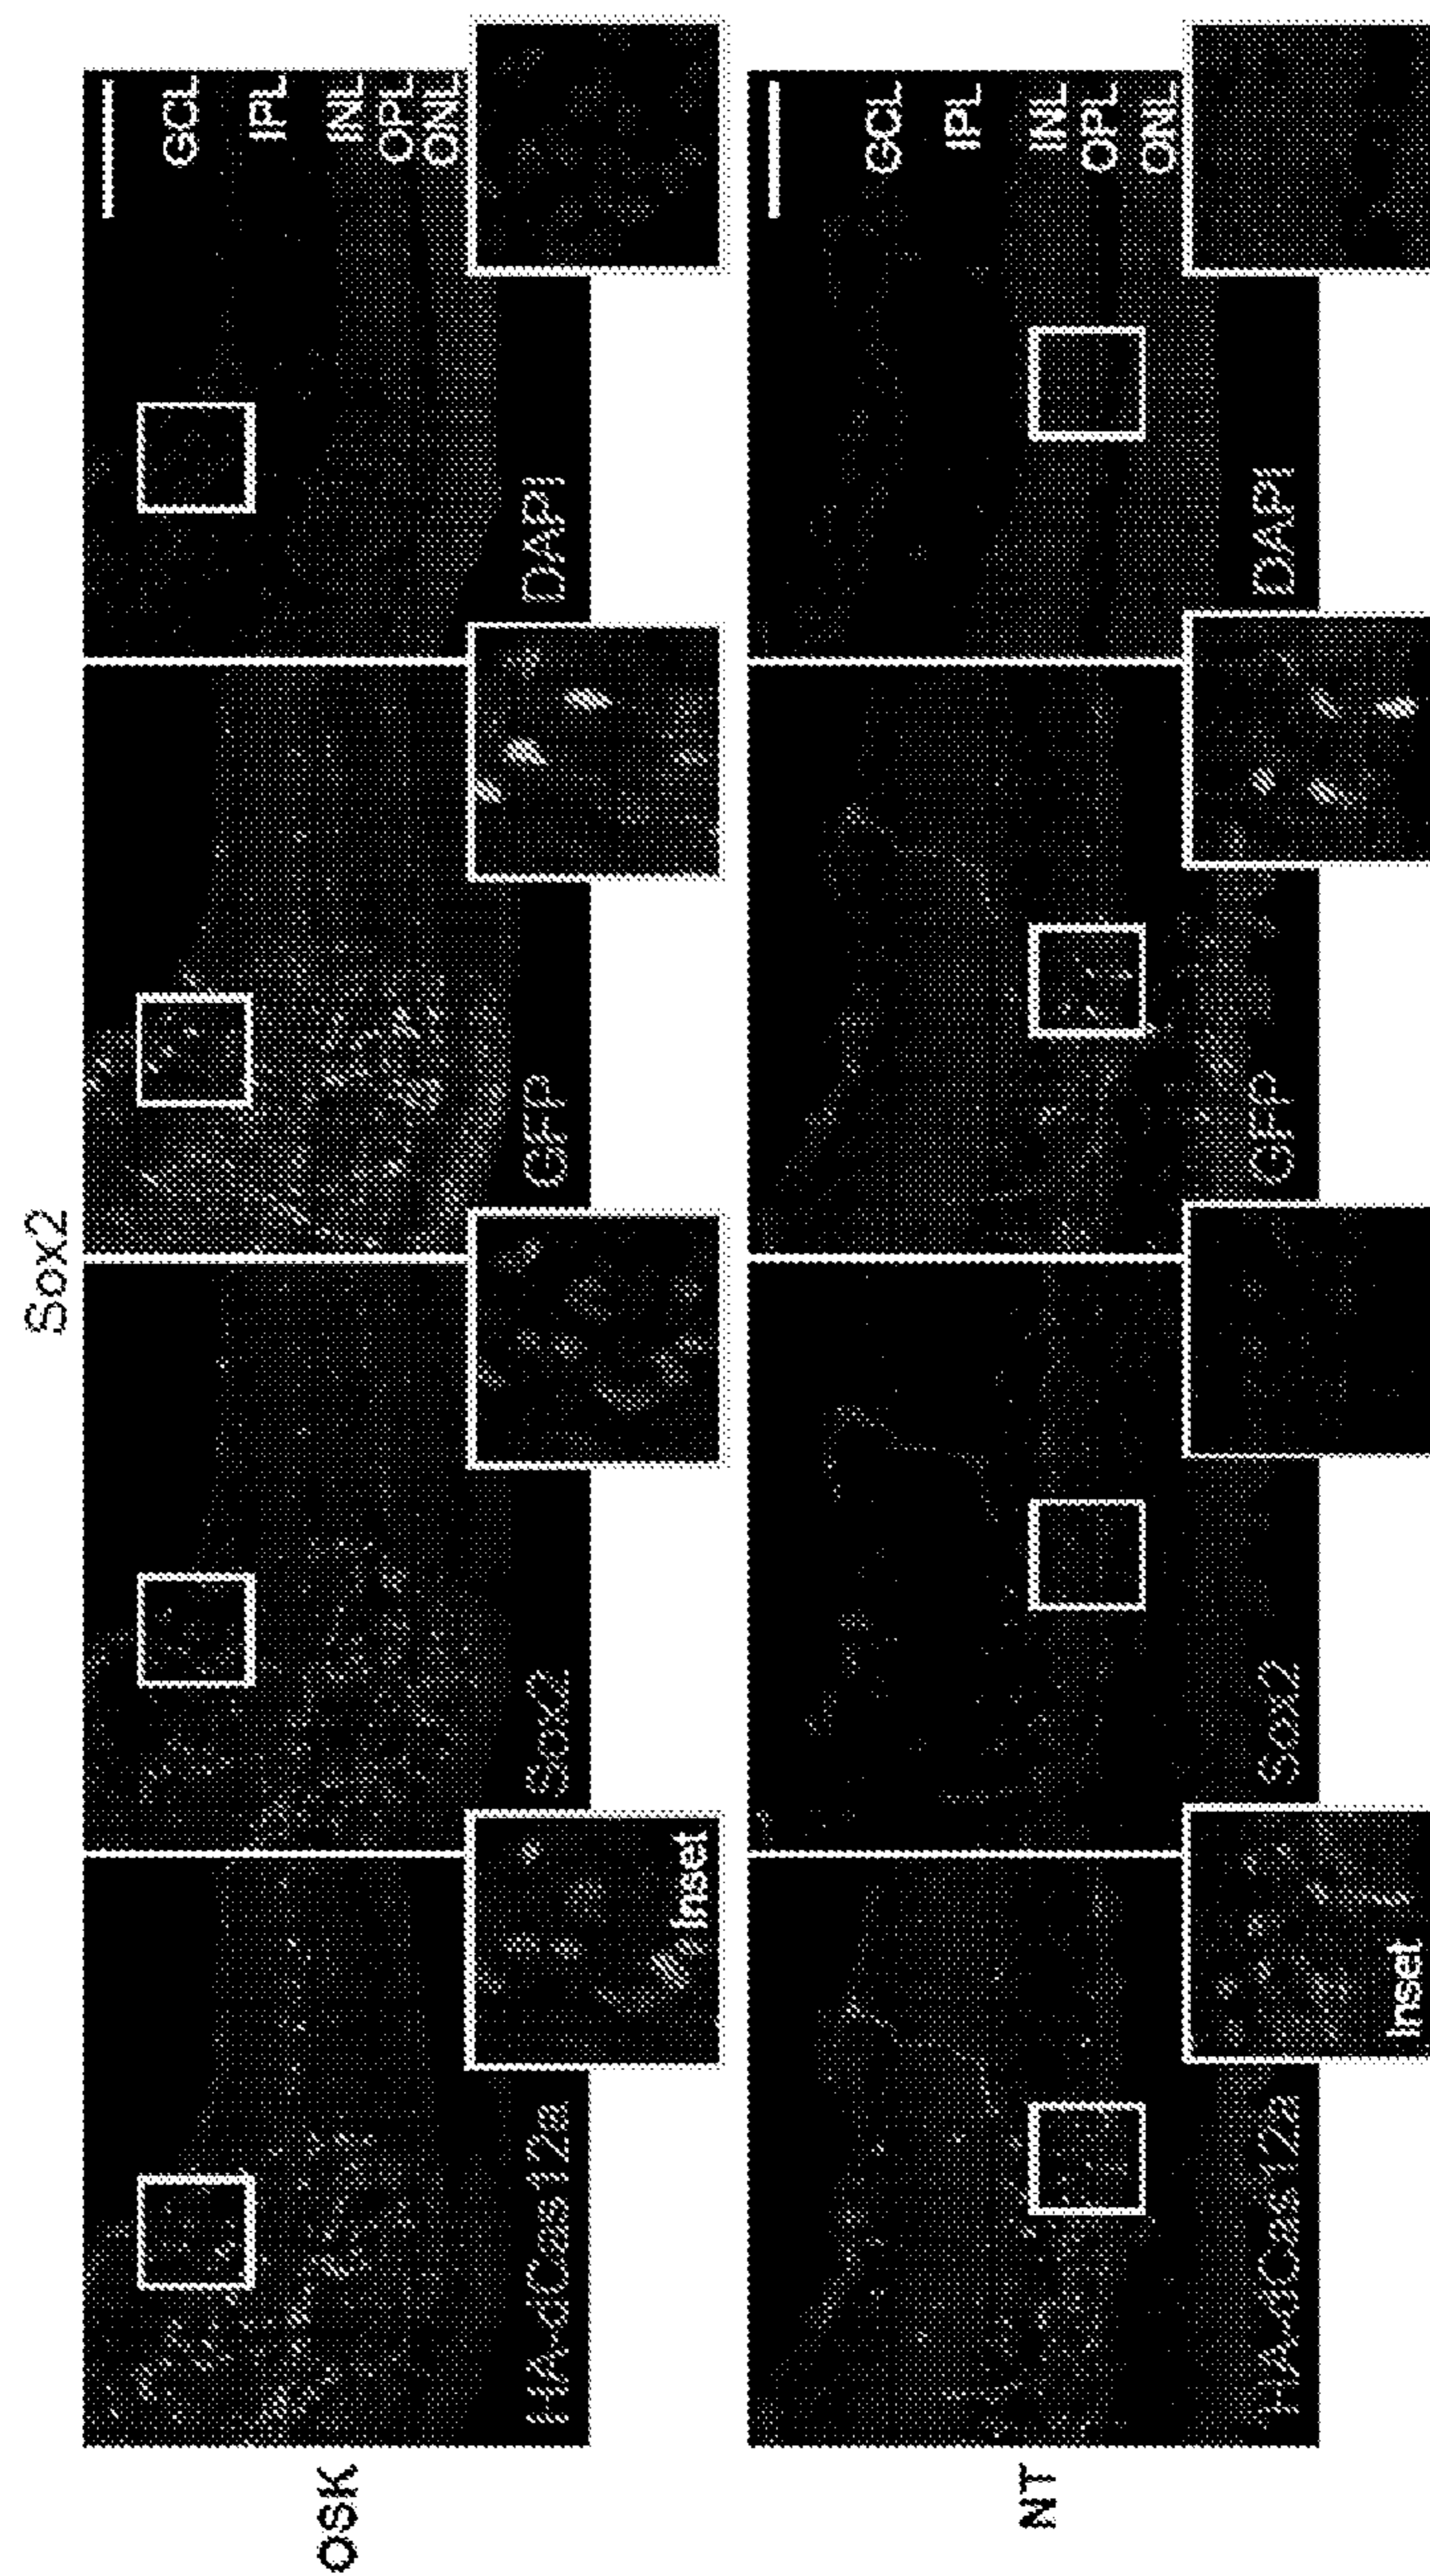 Sox2
OSK
HA-dCas12a
Inset
Sox2
GFP
DAPI
GCL
IPL
INL
OPL
ONL
NT
HA-dCas12a
Inset
Sox2
GFP
DAPI
GCL
IPL
INL
OPL
ONL